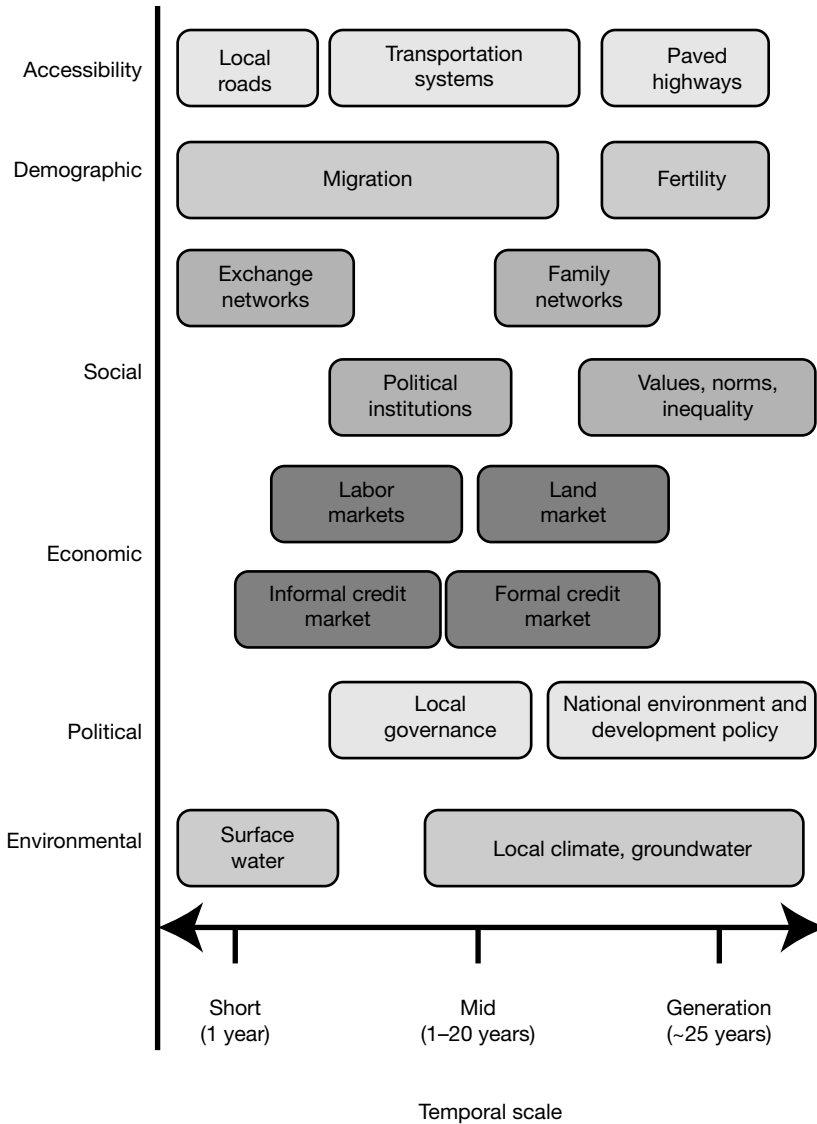 Accessibility
Local
roads
Transportation
systems
Paved
highways
Demographic
Migration
Fertility
Exchange
networks
Family
networks
Social
Political
institutions
Values, norms,
inequality
Labor
markets
Land
market
Economic
Informal credit
market
Formal credit
market
Political
Local
governance
National environment and
development policy
Environmental
Surface
water
Local climate, groundwater
Short
(1 year)
Mid
(1–20 years)
Generation
(~25 years)
Temporal scale